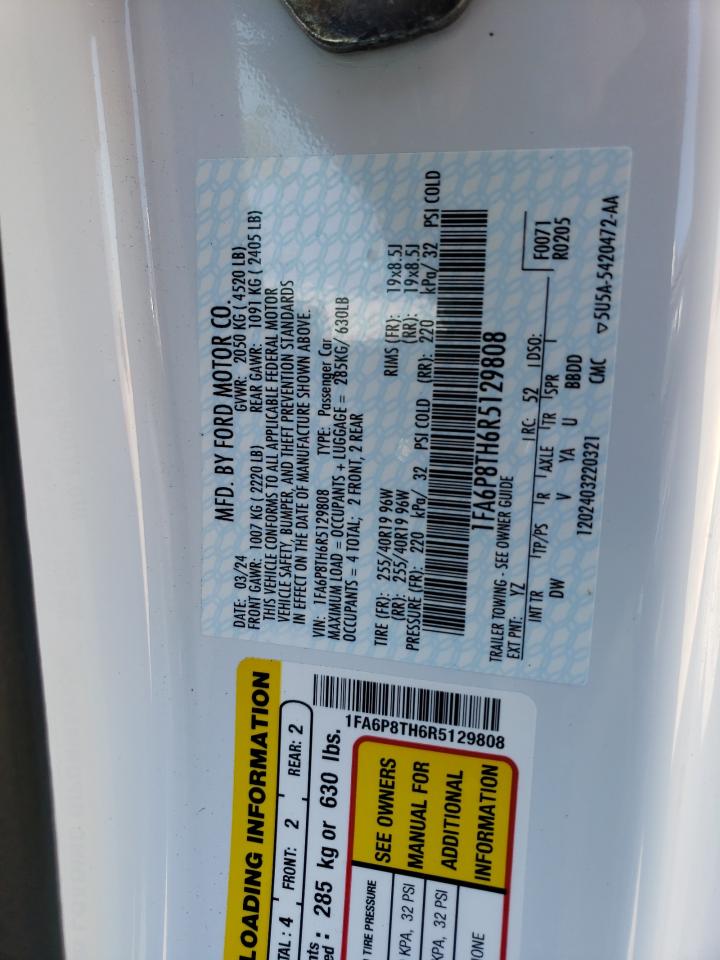 MFD. BY FORD MOTOR CO.
DATE: 03/24 GVWR: 2050 KG ( 4520 LB)
FRONT GAWR: 1007 KG (2220 LB) REAR GAWR: 1091 KG ( 2405 LB)
THIS VEHICLE CONFORMS TO ALL APPLICABLE FEDERAL MOTOR
VEHICLE SAFETY, BUMPER, AND THEFT PREVENTION STANDARDS
IN EFFECT ON THE DATE OF MANUFACTURE SHOWN ABOVE.
VIN: 1FA6P8TH6R5129808 TYPE: Passenger Car
MAXIMUM LOAD = OCCUPANTS + LUGGAGE = 285KG/ 630LB
OCCUPANTS = 4 TOTAL; 2 FRONT, 2 REAR
TIRE (FR): 255/40R19 96W RIMS (FR): 19x8.5J
(RR): 255/40R19 96W (RR): 19x8.5J
PRESSURE (FR): 220 kPa/ 32 PSI COLD (RR): 220 kPa/ 32 PSI COLD
1FA6P8TH6R5129808
TRAILER TOWING - SEE OWNER GUIDE
EXT PNT: YZ RC: 52 DSO: F0071
R0205
INT TR TP/PS R AXLE TR SPR
DW V YA U BBDD
1202403220321 CMC ▽5U5A-5420472-AA
LOADING INFORMATION
TAL : 4 FRONT: 2 REAR: 2
nts :
ed : 285 kg or 630 lbs.
1FA6P8TH6R5129808
TIRE PRESSURE
KPA, 32 PSI
KPA, 32 PSI
ONE
SEE OWNERS
MANUAL FOR
ADDITIONAL
INFORMATION